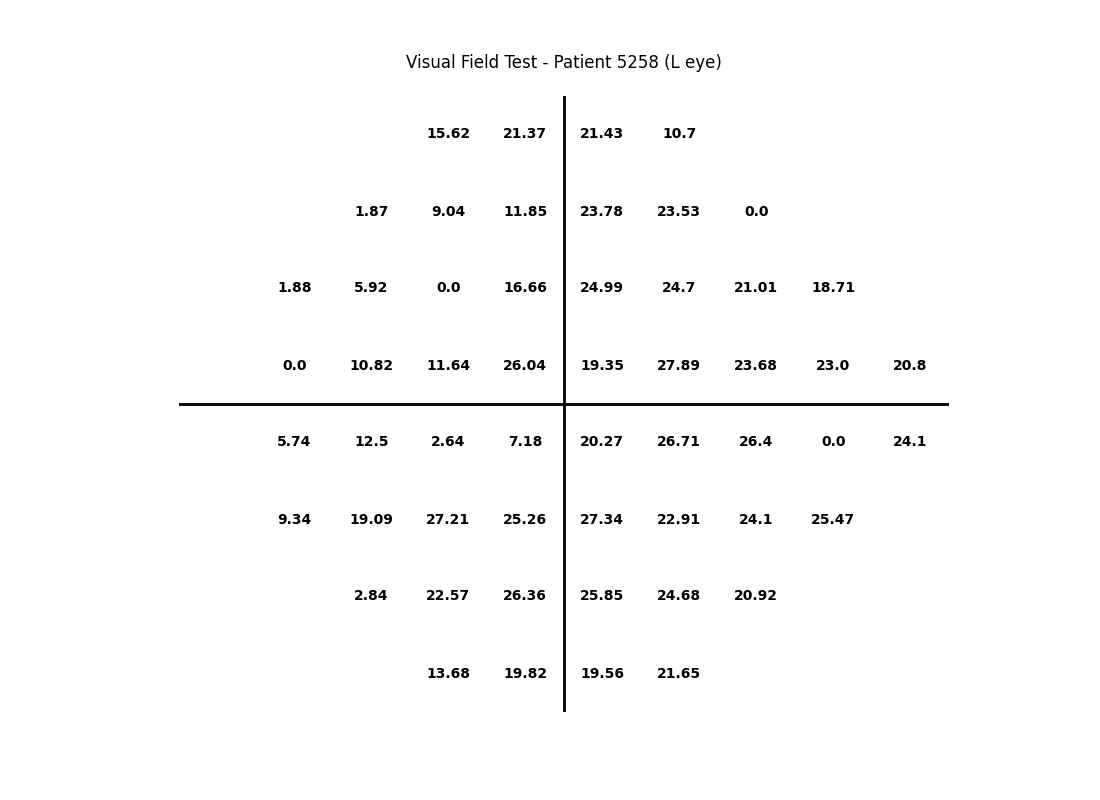 Visual Field Test - Patient 5258 (L eye)
15.62 21.37 21.43 10.7
1.87 9.04 11.85 23.78 23.53 0.0
1.88 5.92 0.0 16.66 24.99 24.7 21.01 18.71
0.0 10.82 11.64 26.04 19.35 27.89 23.68 23.0 20.8
5.74 12.5 2.64 7.18 20.27 26.71 26.4 0.0 24.1
9.34 19.09 27.21 25.26 27.34 22.91 24.1 25.47
2.84 22.57 26.36 25.85 24.68 20.92
13.68 19.82 19.56 21.65